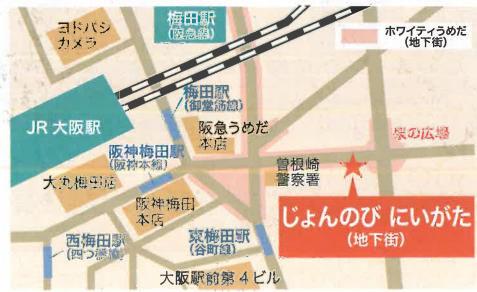 ヨドバシ
カメラ
梅田駅
(阪急線)
ホワイティうめだ
(地下街)
梅田駅
(御堂筋線)
JR 大阪駅
阪急うめだ
本店
泉の広場
阪神梅田駅
(阪神本線)
曽根崎
警察署
大丸梅田店
阪神梅田
本店
じょんのび にいがた
(地下街)
西梅田駅
(四つ橋線)
東梅田駅
(谷町線)
大阪駅前第4ビル